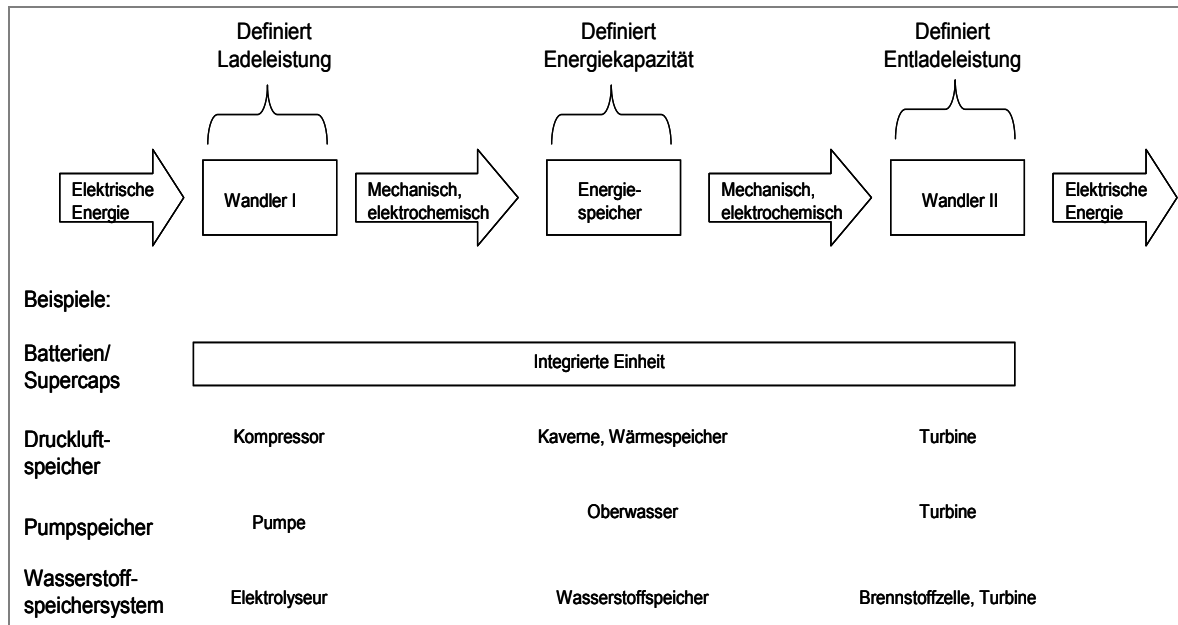 Definiert
Ladeleistung
Definiert
Energiekapazität
Definiert
Entladeleistung
Elektrische
Energie
Wandler I
Mechanisch,
elektrochemisch
Energie-
speicher
Mechanisch,
elektrochemisch
Wandler II
Elektrische
Energie
Beispiele:
Batterien/
Supercaps
Integrierte Einheit
Druckluft-
speicher
Kompressor
Kaverne, Wärmespeicher
Turbine
Pumpspeicher
Pumpe
Oberwasser
Turbine
Wasserstoff-
speichersystem
Elektrolyseur
Wasserstoffspeicher
Brennstoffzelle, Turbine